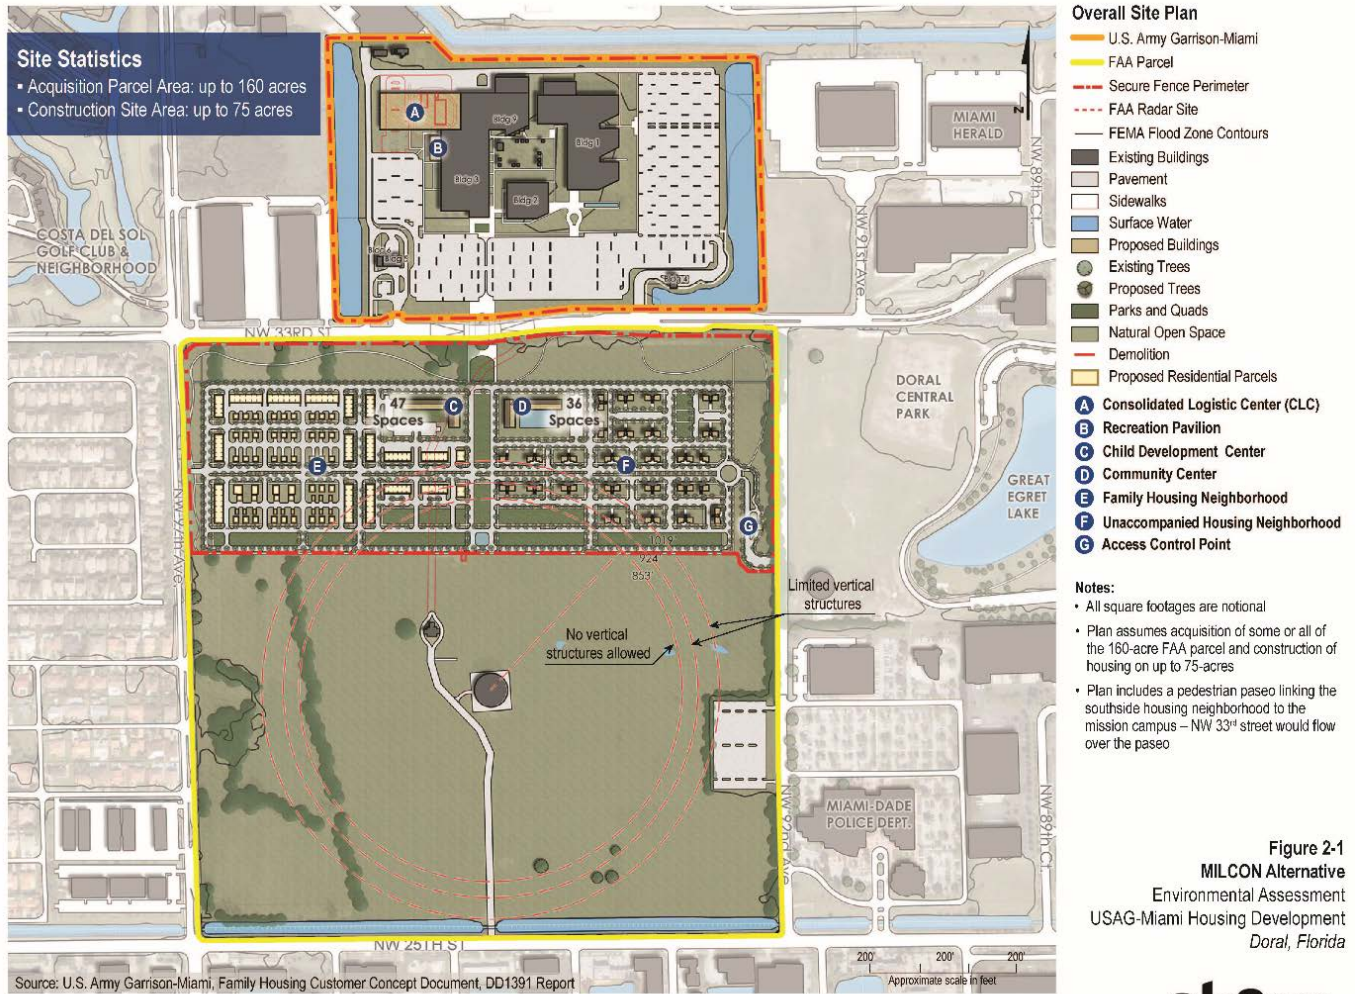 Site Statistics
▪ Acquisition Parcel Area: up to 160 acres
▪ Construction Site Area: up to 75 acres
COSTA DEL SOL
GOLF CLUB &
NEIGHBORHOOD
A
B
Bldg 9
Bldg 1
Bldg 3
Bldg 2
Bldg 6
MIAMI
HERALD
NW 89th Ct.
NW 91st Ave.
NW 33RD ST
47
Spaces
C
D
36
Spaces
E
F
G
DORAL
CENTRAL
PARK
GREAT
EGRET
LAKE
NW 97th Ave.
1019'
924'
853'
Limited vertical
structures
No vertical
structures allowed
MIAMI-DADE
POLICE DEPT.
NW 92nd Ave.
NW 89th Ct.
NW 25TH ST
200' 200' 200'
Approximate scale in feet
Source: U.S. Army Garrison-Miami, Family Housing Customer Concept Document, DD1391 Report
Overall Site Plan
U.S. Army Garrison-Miami
FAA Parcel
Secure Fence Perimeter
FAA Radar Site
FEMA Flood Zone Contours
Existing Buildings
Pavement
Sidewalks
Surface Water
Proposed Buildings
Existing Trees
Proposed Trees
Parks and Quads
Natural Open Space
Demolition
Proposed Residential Parcels
A Consolidated Logistic Center (CLC)
B Recreation Pavilion
C Child Development Center
D Community Center
E Family Housing Neighborhood
F Unaccompanied Housing Neighborhood
G Access Control Point
Notes:
• All square footages are notional
• Plan assumes acquisition of some or all of
the 160-acre FAA parcel and construction of
housing on up to 75-acres
• Plan includes a pedestrian paseo linking the
southside housing neighborhood to the
mission campus – NW 33rd street would flow
over the paseo
Figure 2-1
MILCON Alternative
Environmental Assessment
USAG-Miami Housing Development
Doral, Florida